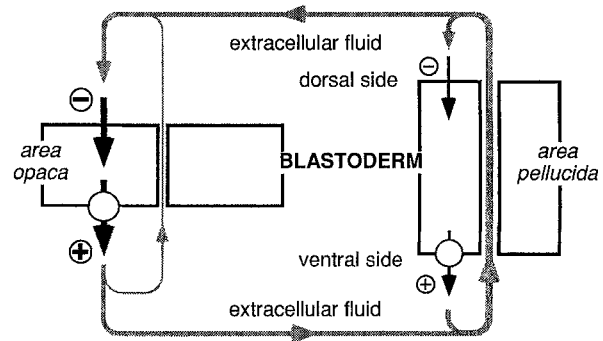 extracellular fluid
dorsal side
⊖
⊖
area
opaca
BLASTODERM
area
pellucida
⊕
ventral side
⊕
extracellular fluid